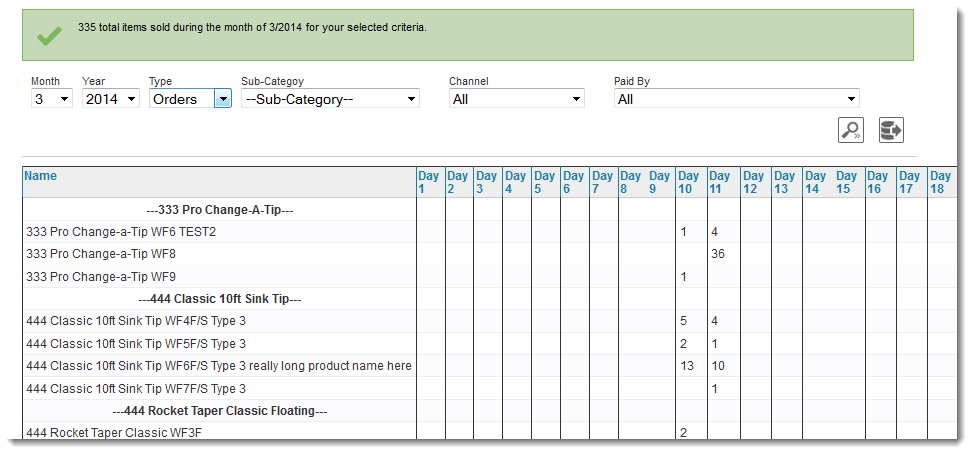 335 total items sold during the month of 3/2014 for your selected criteria.
Month Year Type Sub-Categoy Channel Paid By
3 2014 Orders --Sub-Category-- All All
Name Day 1 Day 2 Day 3 Day 4 Day 5 Day 6 Day 7 Day 8 Day 9 Day 10 Day 11 Day 12 Day 13 Day 14 Day 15 Day 16 Day 17 Day 18
---333 Pro Change-A-Tip---
333 Pro Change-a-Tip WF6 TEST2 1 4
333 Pro Change-a-Tip WF8 36
333 Pro Change-a-Tip WF9 1
---444 Classic 10ft Sink Tip---
444 Classic 10ft Sink Tip WF4F/S Type 3 5 4
444 Classic 10ft Sink Tip WF5F/S Type 3 2 1
444 Classic 10ft Sink Tip WF6F/S Type 3 really long product name here 13 10
444 Classic 10ft Sink Tip WF7F/S Type 3 1
---444 Rocket Taper Classic Floating---
444 Rocket Taper Classic WF3F 2